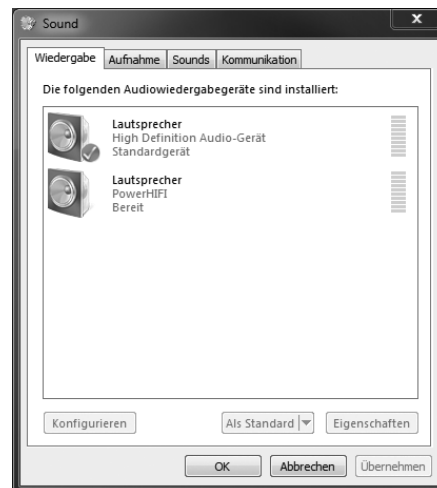 Sound
x
Wiedergabe Aufnahme Sounds Kommunikation
Die folgenden Audiowiedergabegeräte sind installiert:
Lautsprecher
High Definition Audio-Gerät
Standardgerät
Lautsprecher
PowerHIFI
Bereit
Konfigurieren Als Standard Eigenschaften
OK Abbrechen Übernehmen